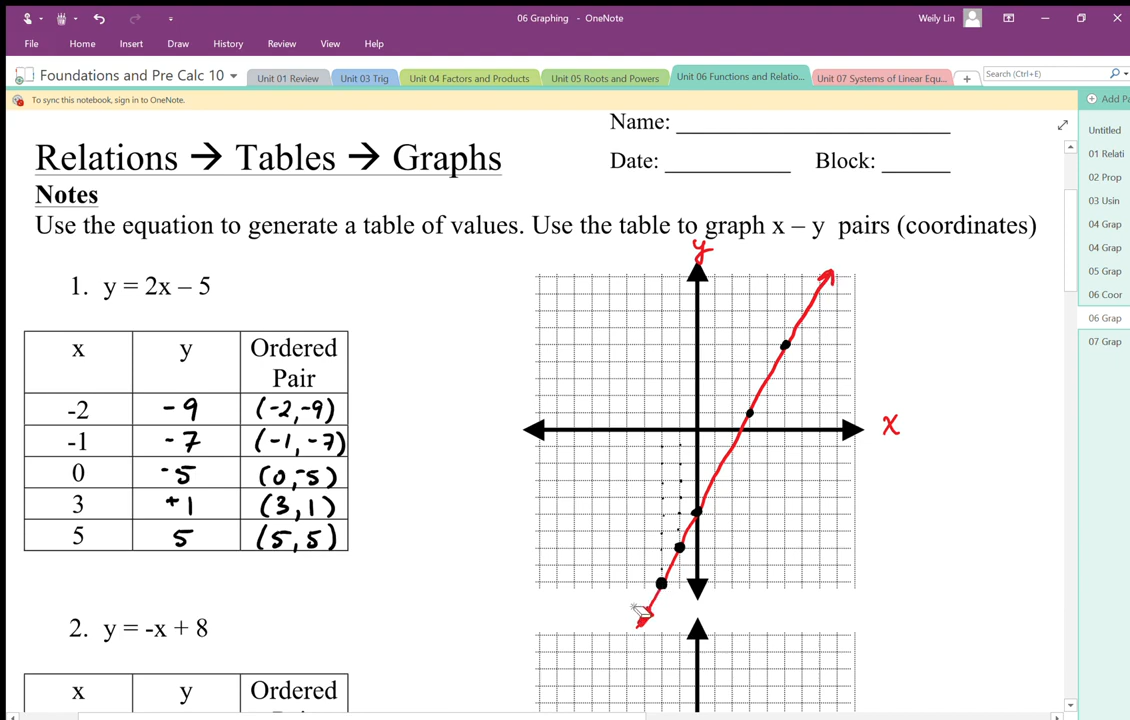 06 Graphing - OneNote
Weily Lin
File Home Insert Draw History Review View Help
Foundations and Pre Calc 10
Unit 01 Review
Unit 03 Trig
Unit 04 Factors and Products
Unit 05 Roots and Powers
Unit 06 Functions and Relatio...
Unit 07 Systems of Linear Equ...
Search (Ctrl+E)
To sync this notebook, sign in to OneNote.
Add Pa
Untitled
01 Relati
02 Prop
03 Usin
04 Grap
04 Grap
05 Grap
06 Coor
06 Grap
07 Grap
Name:
Relations → Tables → Graphs
Date: Block:
Notes
Use the equation to generate a table of values. Use the table to graph x – y pairs (coordinates)
y
1. y = 2x – 5
x y Ordered
Pair
-2 -9 (-2,-9)
-1 -7 (-1,-7)
0 -5 (0,-5)
3 +1 (3,1)
5 5 (5,5)
x
2. y = -x + 8
x y Ordered